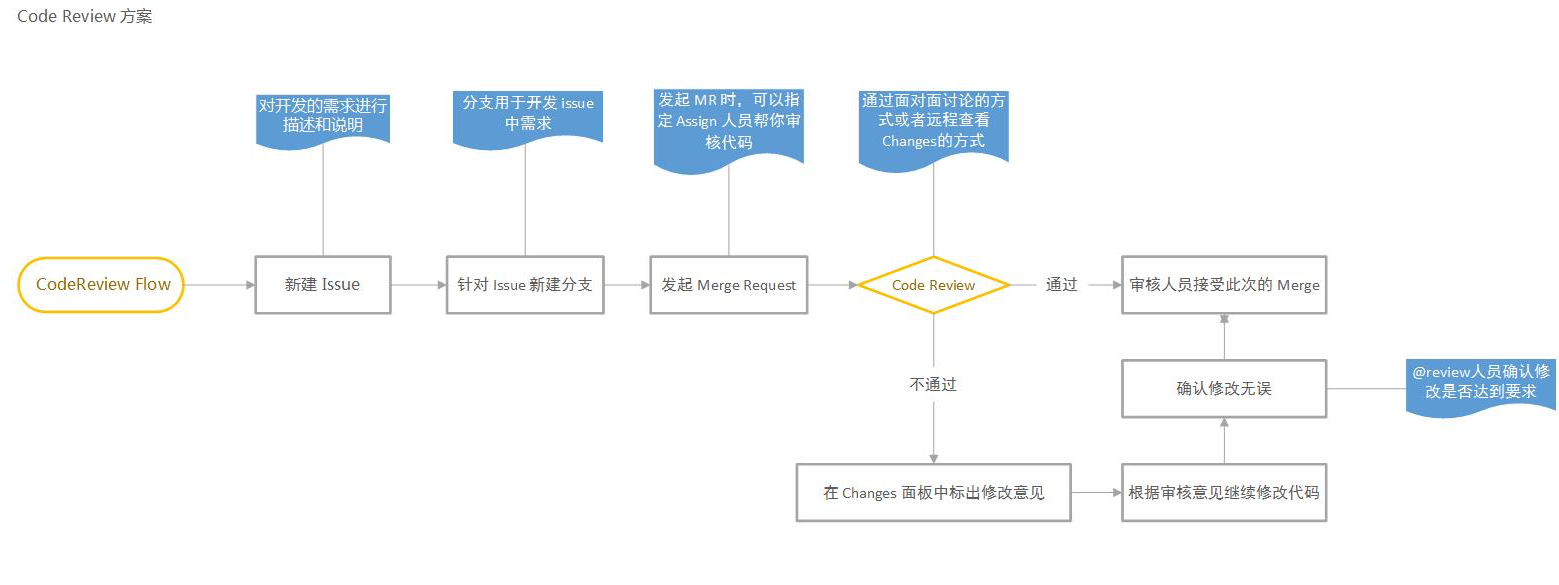 Code Review 方案
对开发的需求进行
描述和说明
分支用于开发 issue
中需求
发起 MR 时，可以指
定 Assign 人员帮你审
核代码
通过面对面讨论的方
式或者远程查看
Changes的方式
CodeReview Flow
新建 Issue
针对 Issue 新建分支
发起 Merge Request
Code Review
通过
审核人员接受此次的 Merge
不通过
确认修改无误
@review人员确认修
改是否达到要求
在 Changes 面板中标出修改意见
根据审核意见继续修改代码